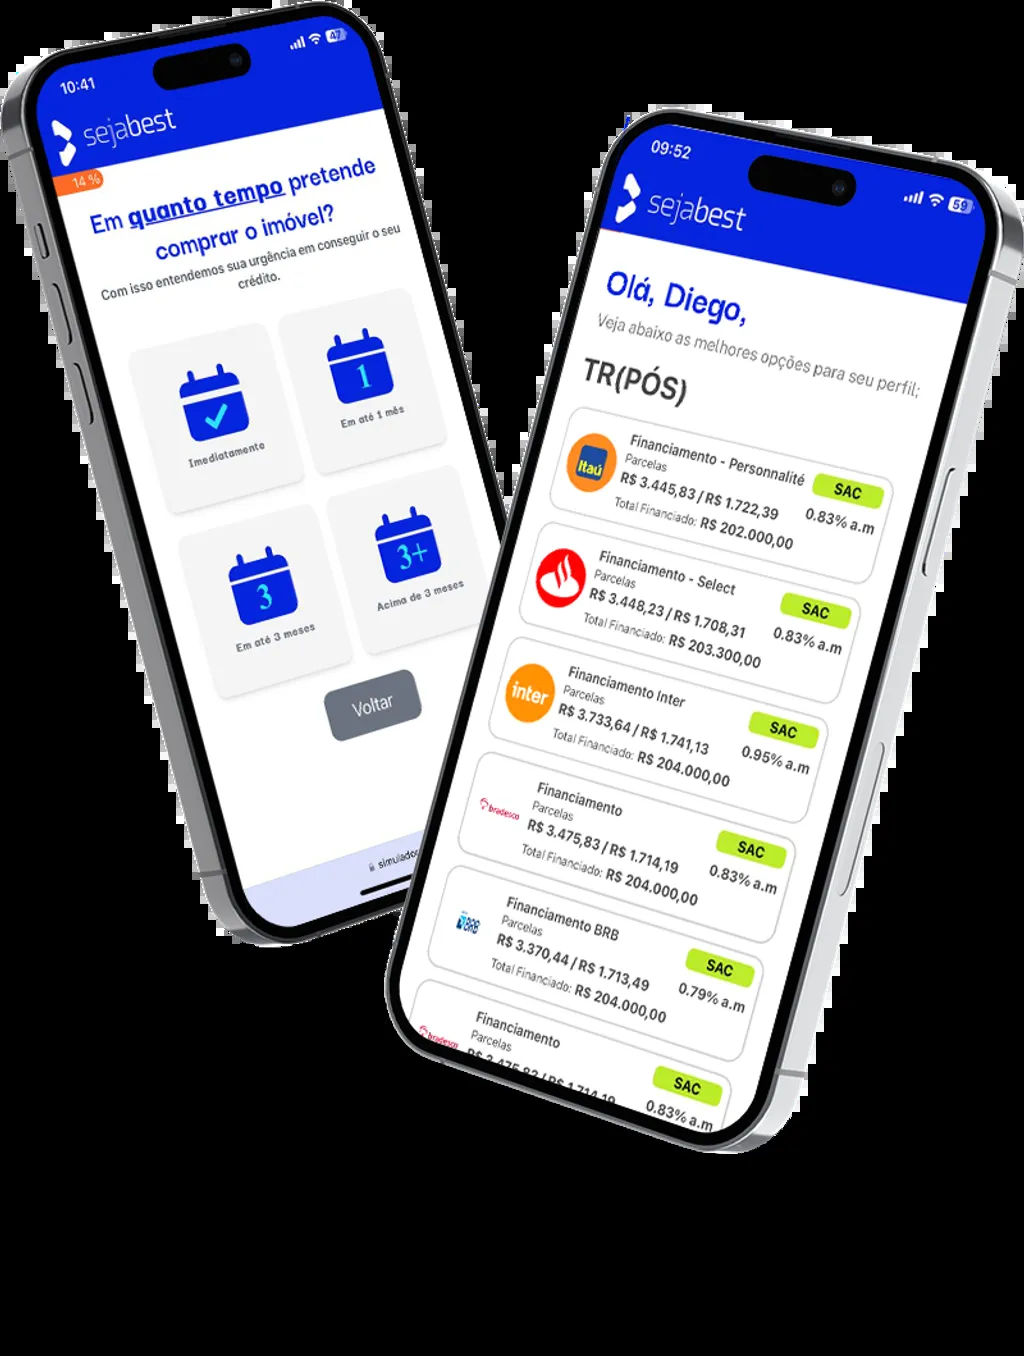 10:41
47
sejabest
14 %
Em quanto tempo pretende
comprar o imóvel?
Com isso entendemos sua urgência em conseguir o seu
crédito.
Imediatamente
1
Em até 1 mês
3
Em até 3 meses
3+
Acima de 3 meses
Voltar
simulador
09:52
59
sejabest
Olá, Diego,
Veja abaixo as melhores opções para seu perfil;
TR(PÓS)
Itaú
Financiamento - Personnalité
Parcelas
R$ 3.445,83 / R$ 1.722,39
Total Financiado: R$ 202.000,00
SAC
0.83% a.m
Financiamento - Select
Parcelas
R$ 3.448,23 / R$ 1.708,31
Total Financiado: R$ 203.300,00
SAC
0.83% a.m
inter
Financiamento Inter
Parcelas
R$ 3.733,64 / R$ 1.741,13
Total Financiado: R$ 204.000,00
SAC
0.95% a.m
bradesco
Financiamento
Parcelas
R$ 3.475,83 / R$ 1.714,19
Total Financiado: R$ 204.000,00
SAC
0.83% a.m
BRB
Financiamento BRB
Parcelas
R$ 3.370,44 / R$ 1.713,49
Total Financiado: R$ 204.000,00
SAC
0.79% a.m
bradesco
Financiamento
Parcelas
R$ 3.475,83 / R$ 1.714,19
SAC
0.83% a.m